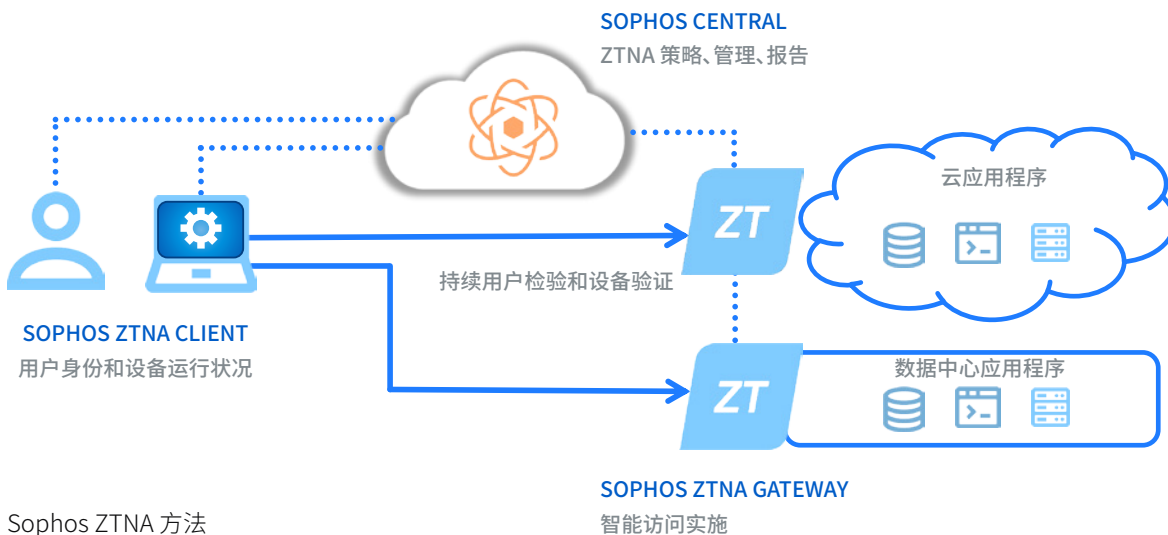 SOPHOS CENTRAL
ZTNA 策略、管理、报告
云应用程序
ZT
持续用户检验和设备验证
SOPHOS ZTNA CLIENT
用户身份和设备运行状况
数据中心应用程序
ZT
SOPHOS ZTNA GATEWAY
智能访问实施
Sophos ZTNA 方法